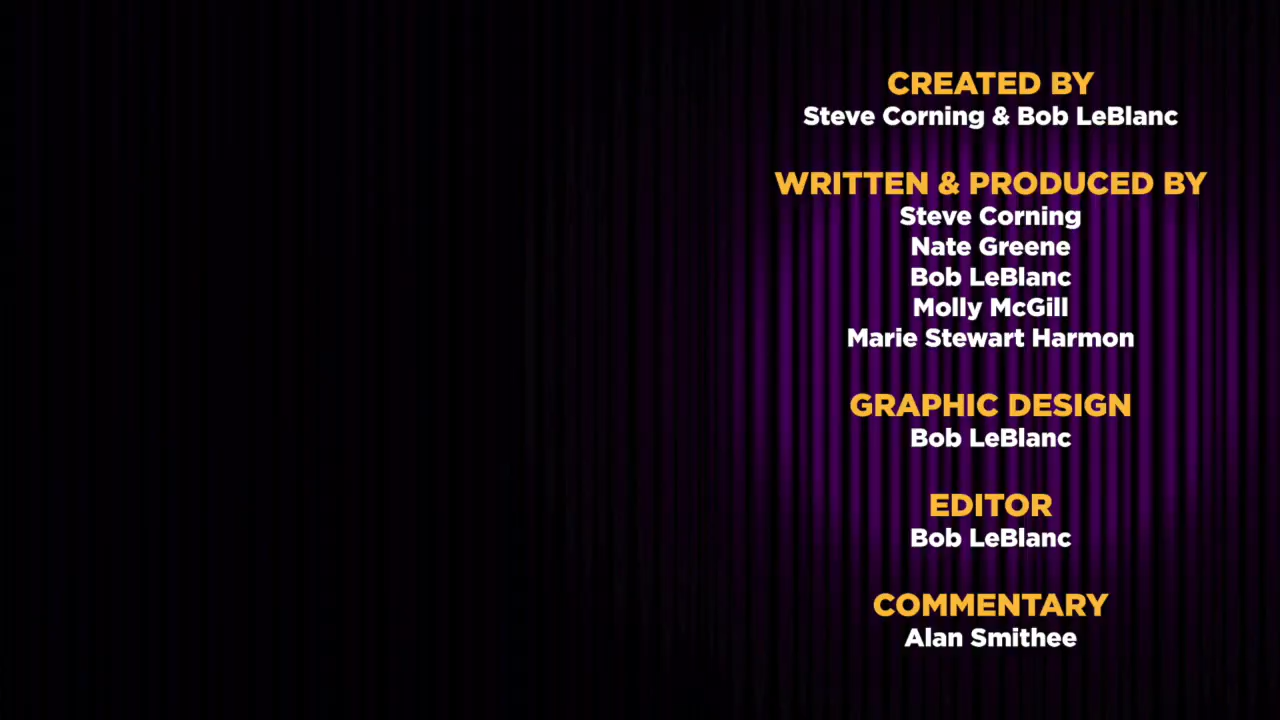 CREATED BY
Steve Corning & Bob LeBlanc
WRITTEN & PRODUCED BY
Steve Corning
Nate Greene
Bob LeBlanc
Molly McGill
Marie Stewart Harmon
GRAPHIC DESIGN
Bob LeBlanc
EDITOR
Bob LeBlanc
COMMENTARY
Alan Smithee